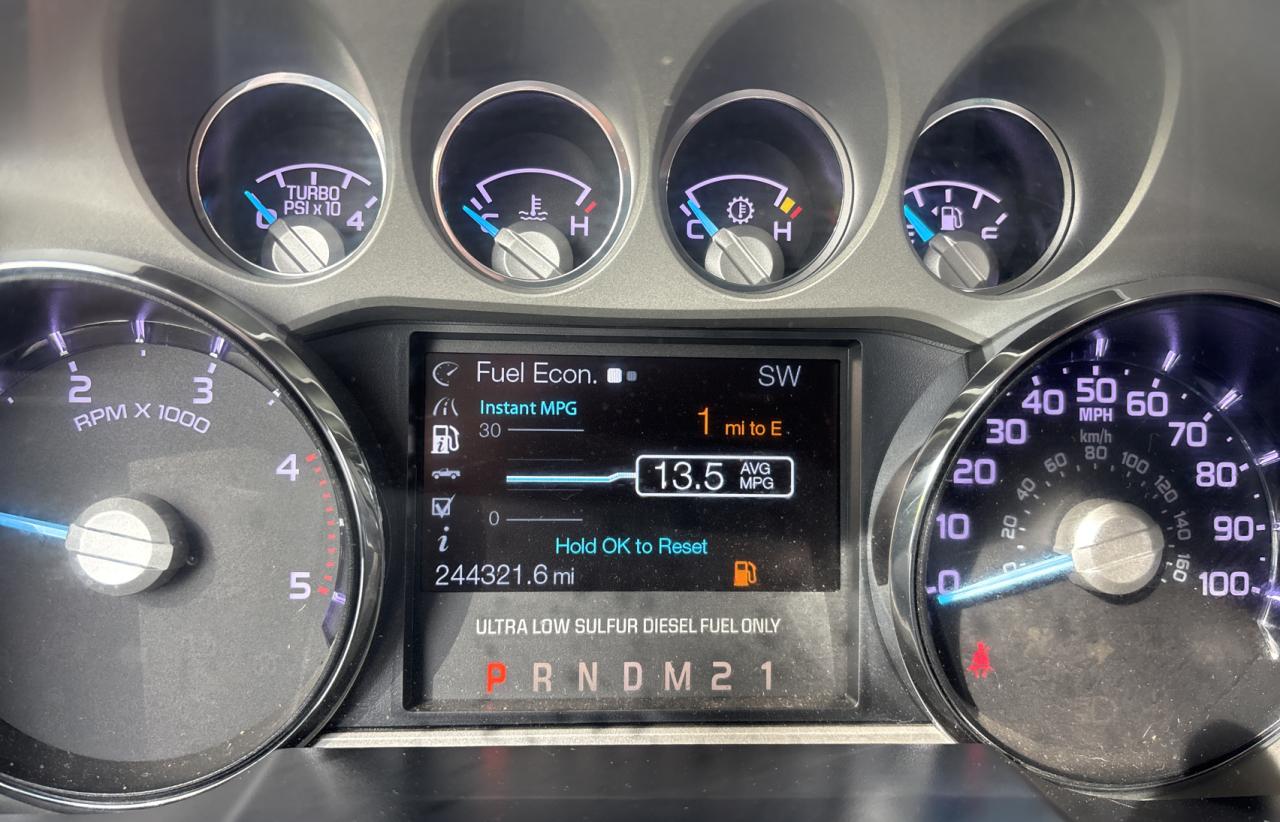 TURBO
PSI x 10
0 4
C H
C H
E F
2 3
RPM X 1000
4
5
Fuel Econ. SW
Instant MPG
30
1 mi to E
13.5 AVG MPG
0
Hold OK to Reset
i
244321.6 mi
ULTRA LOW SULFUR DIESEL FUEL ONLY
P R N D M 2 1
0 10 20 30 40 50 60 70 80 90 100
MPH
km/h
0 20 40 60 80 100 120 140 160